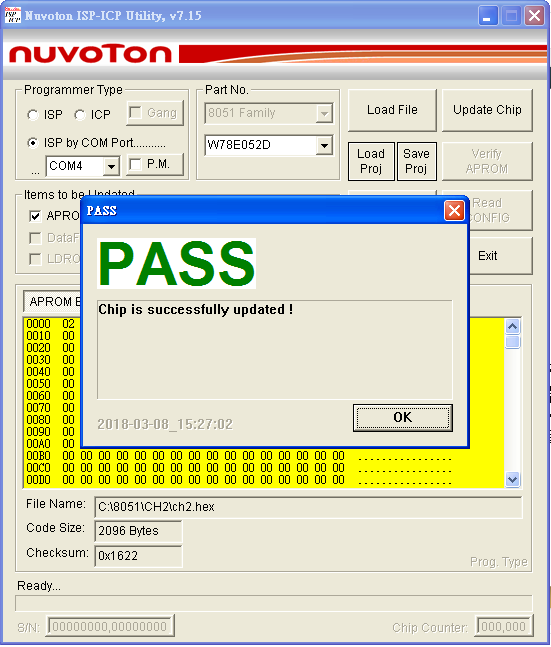 Nuvoton ISP-ICP Utility, v7.15
nuvoTon
Programmer Type
ISP
ICP
Gang
ISP by COM Port...........
... COM4
P.M.
Part No.
8051 Family
W78E052D
Load File
Update Chip
Load Proj
Save Proj
Verify APROM
Read
Exit
Items to be Updated
APRO
DataF
LDRO
PASS
PASS
Chip is successfully updated !
2018-03-08_15:27:02
OK
APROM
0000 02
0010 00
0020 00
0030 00
0040 00
0050 00
0060 00
0070 00
0080 00
0090 00
00A0 00
00B0 00 00 00 00 00 00 00 00 00 00 00 00 00 00 00 00 ................
00C0 00 00 00 00 00 00 00 00 00 00 00 00 00 00 00 00 ................
00D0 00 00 00 00 00 00 00 00 00 00 00 00 00 00 00 00 ................
File Name: C:\8051\CH2\ch2.hex
Code Size: 2096 Bytes
Checksum: 0x1622
Prog. Type
Ready...
S/N: 00000000,00000000
Chip Counter: 000,000